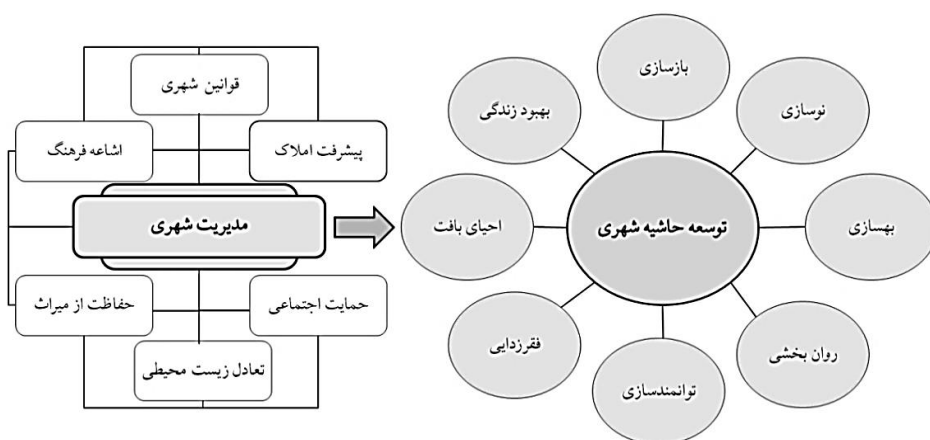 قوانین شهری
پیشرفت املاک
اشاعه فرهنگ
مدیریت شهری
حمایت اجتماعی
حفاظت از میراث
تعادل زیست محیطی
بازسازی
نوسازی
بهبود زندگی
بهسازی
توسعه حاشیه شهری
احیای بافت
روان بخشی
فقرزدایی
توانمندسازی